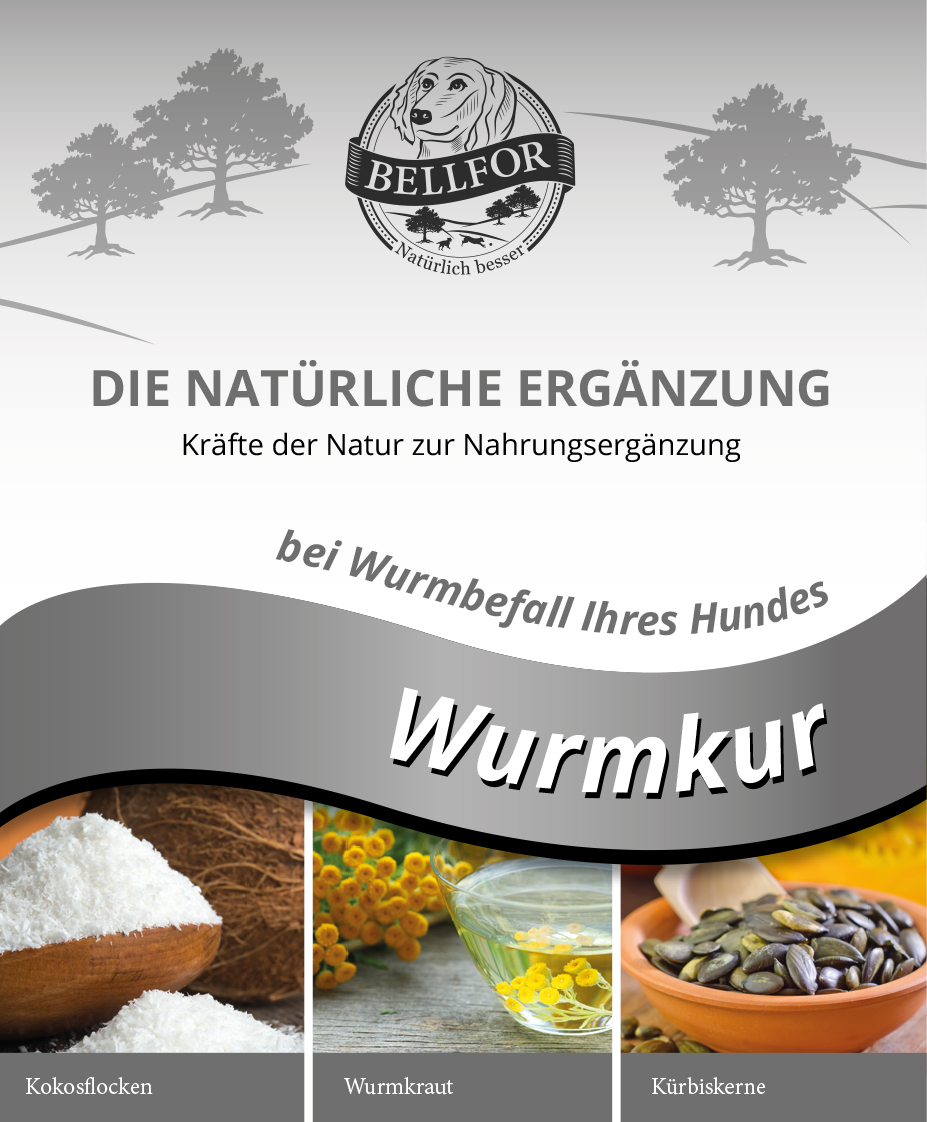 BELLFOR
Natürlich besser
DIE NATÜRLICHE ERGÄNZUNG
Kräfte der Natur zur Nahrungsergänzung
bei Wurmbefall Ihres Hundes
Wurmkur
Kokosflocken
Wurmkraut
Kürbiskerne